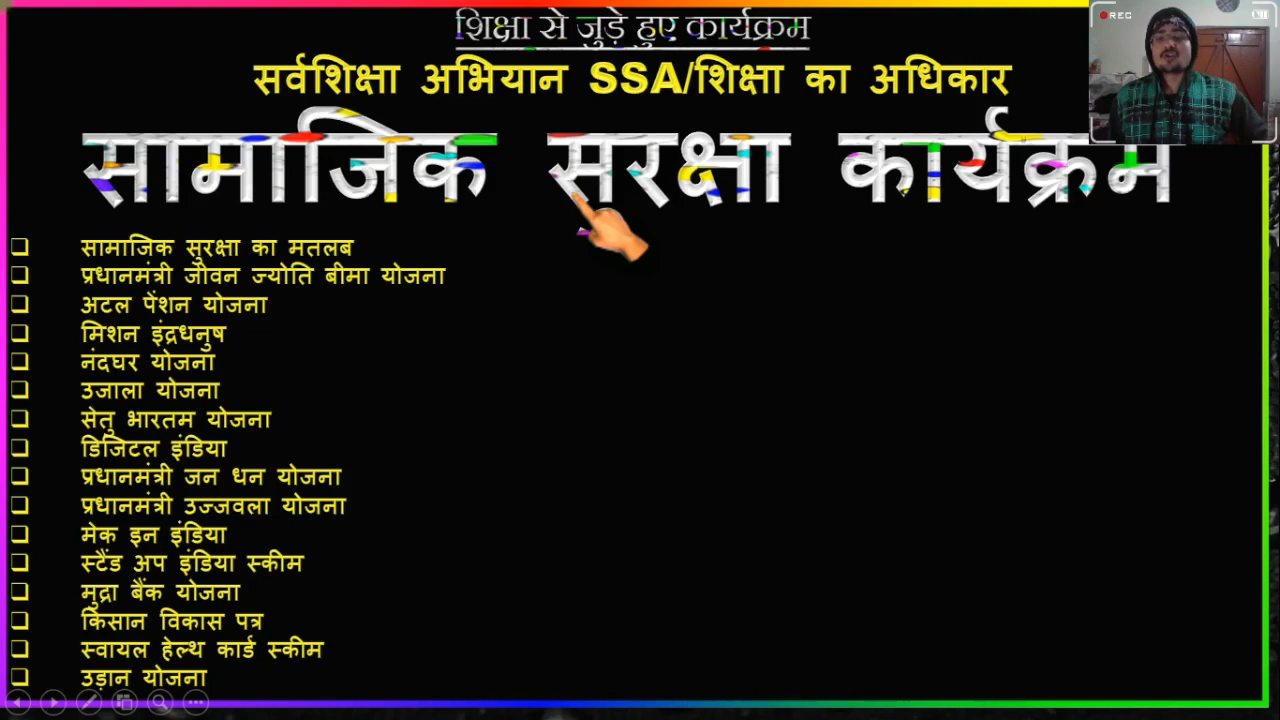 शिक्षा से जुड़े हुए कार्यक्रम
REC
सर्वशिक्षा अभियान SSA/शिक्षा का अधिकार
सामाजिक सुरक्षा कार्यक्रम
सामाजिक सुरक्षा का मतलब
प्रधानमंत्री जीवन ज्योति बीमा योजना
अटल पेंशन योजना
मिशन इंद्रधनुष
नंदघर योजना
उजाला योजना
सेतु भारतम योजना
डिजिटल इंडिया
प्रधानमंत्री जन धन योजना
प्रधानमंत्री उज्जवला योजना
मेक इन इंडिया
स्टैंड अप इंडिया स्कीम
मुद्रा बैंक योजना
किसान विकास पत्र
स्वायल हेल्थ कार्ड स्कीम
उड़ान योजना